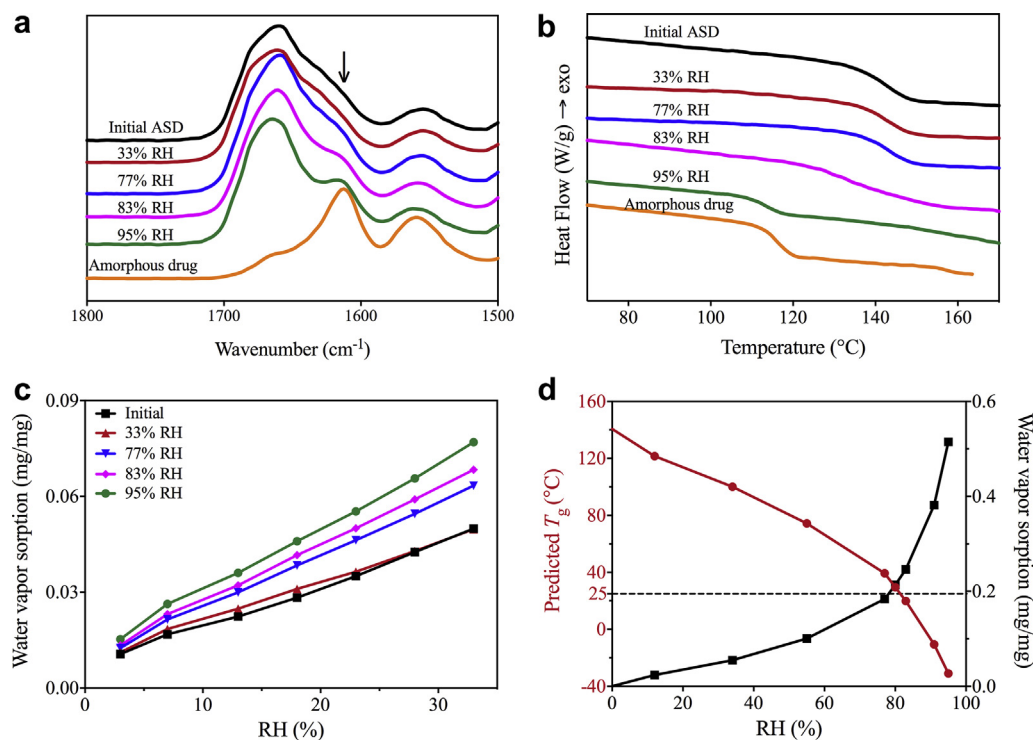 a
Initial ASD
33% RH
77% RH
83% RH
95% RH
Amorphous drug
1800 1700 1600 1500
Wavenumber (cm⁻¹)
b
Heat Flow (W/g) → exo
Initial ASD
33% RH
77% RH
83% RH
95% RH
Amorphous drug
80 100 120 140 160
Temperature (°C)
c
Water vapor sorption (mg/mg)
0.09
0.06
0.03
0.00
Initial
33% RH
77% RH
83% RH
95% RH
0 10 20 30
RH (%)
d
Predicted Tg (°C)
160
120
80
40
25
0
-40
0.6
0.4
0.2
0.0
Water vapor sorption (mg/mg)
0 20 40 60 80 100
RH (%)